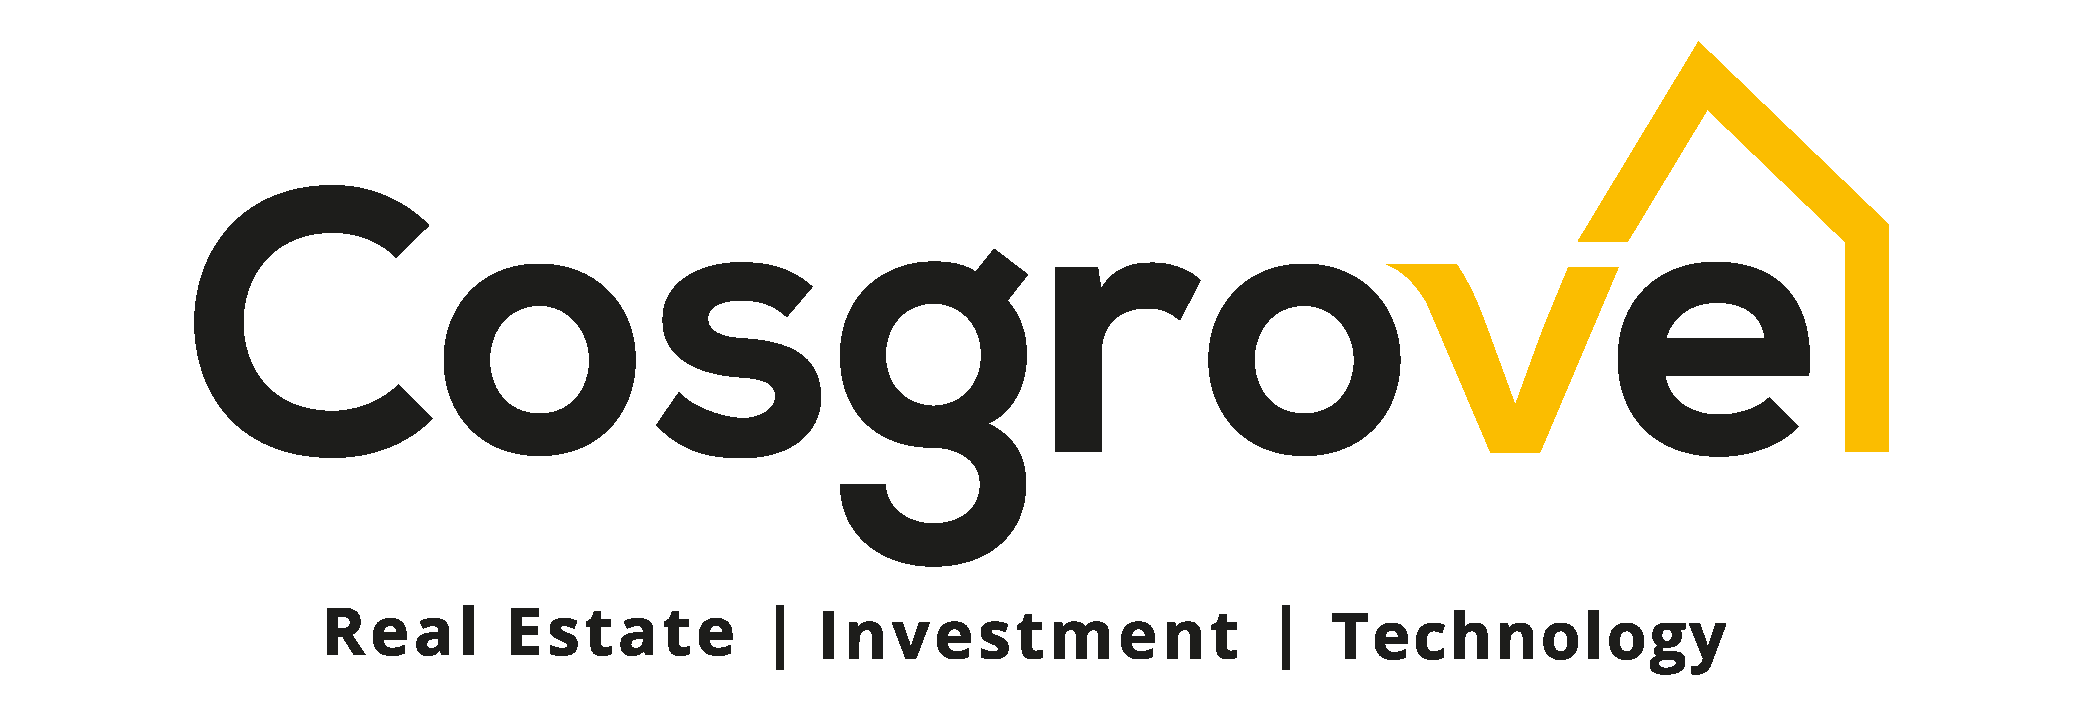 Cosgrove
Real Estate | Investment | Technology